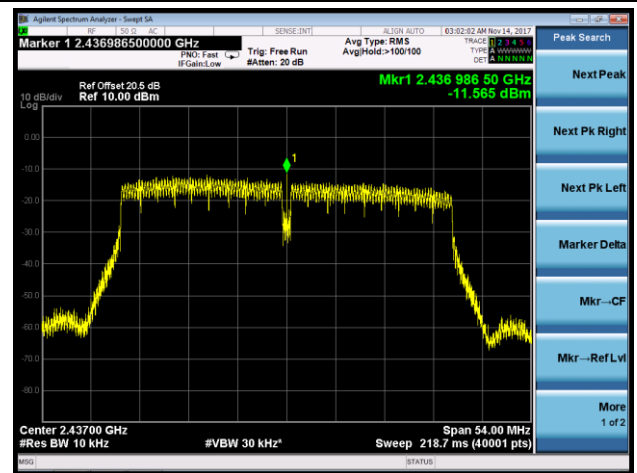 Agilent Spectrum Analyzer - Swept SA
RF 50 Ω AC SENSE:INT ALIGN AUTO 03:02:02 AM Nov 14, 2017
Marker 1 2.436986500000 GHz
PNO: Fast
IFGain:Low
Trig: Free Run
#Atten: 20 dB
Avg Type: RMS
Avg|Hold:>100/100
TRACE 1 2 3 4 5 6
TYPE A WWWWW
DET A NNNNN
Peak Search
Ref Offset 20.5 dB
10 dB/div Ref 10.00 dBm
Log
Mkr1 2.436 986 50 GHz
-11.565 dBm
1
0.00
-10.0
-20.0
-30.0
-40.0
-50.0
-60.0
-70.0
-80.0
Center 2.43700 GHz Span 54.00 MHz
#Res BW 10 kHz #VBW 30 kHz* Sweep 218.7 ms (40001 pts)
MSG STATUS
Next Peak
Next Pk Right
Next Pk Left
Marker Delta
Mkr→CF
Mkr→Ref Lvl
More
1 of 2